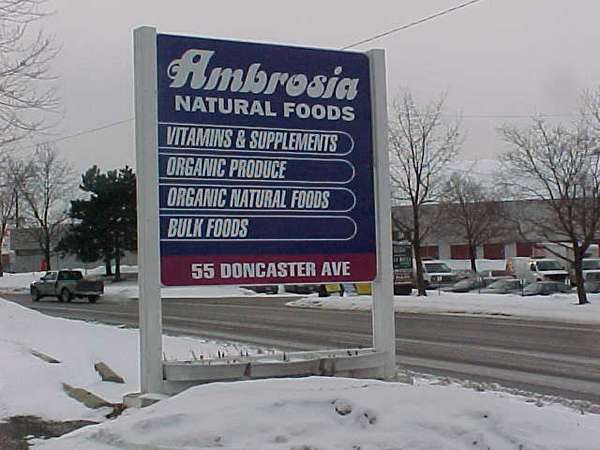 Ambrosia
NATURAL FOODS
VITAMINS & SUPPLEMENTS
ORGANIC PRODUCE
ORGANIC NATURAL FOODS
BULK FOODS
55 DONCASTER AVE